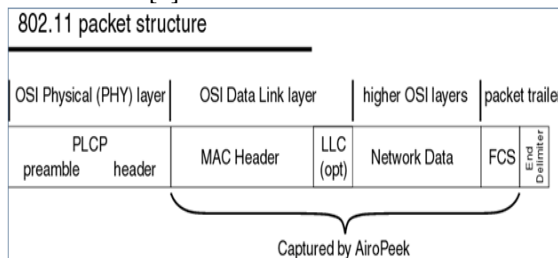 802.11 packet structure
OSI Physical (PHY) layer OSI Data Link layer higher OSI layers packet traile
PLCP
preamble header
MAC Header
LLC
(opt)
Network Data
FCS
End
Delimiter
Captured by AiroPeek